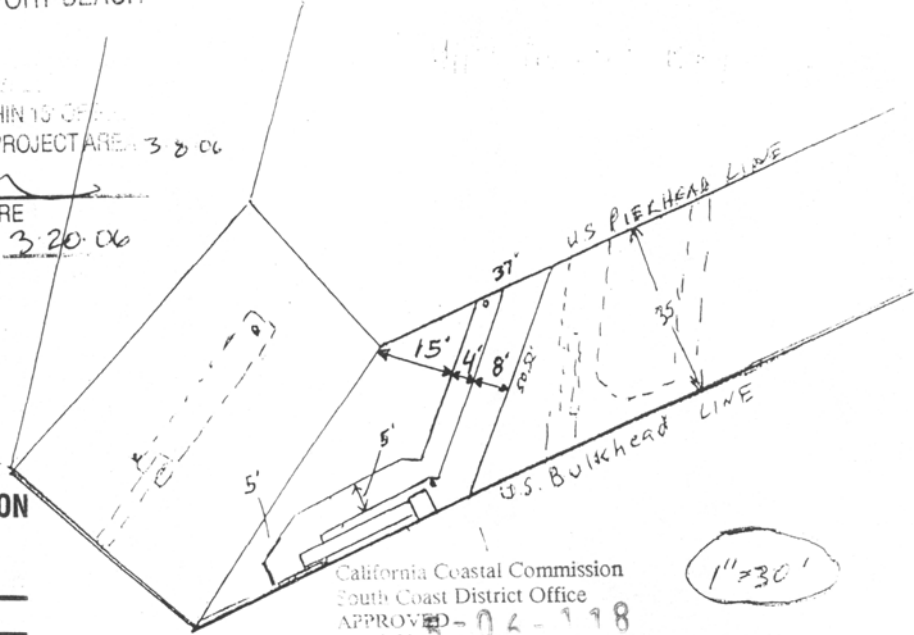 BEACH
PROJECT ARE 3-8-06
RE
3-20-06
U.S PIERHEAD LINE
37'
35'
15'
4'
8'
5'
5'
U.S. Bulkhead LINE
ON
California Coastal Commission
South Coast District Office
APPROVED
1"=30'